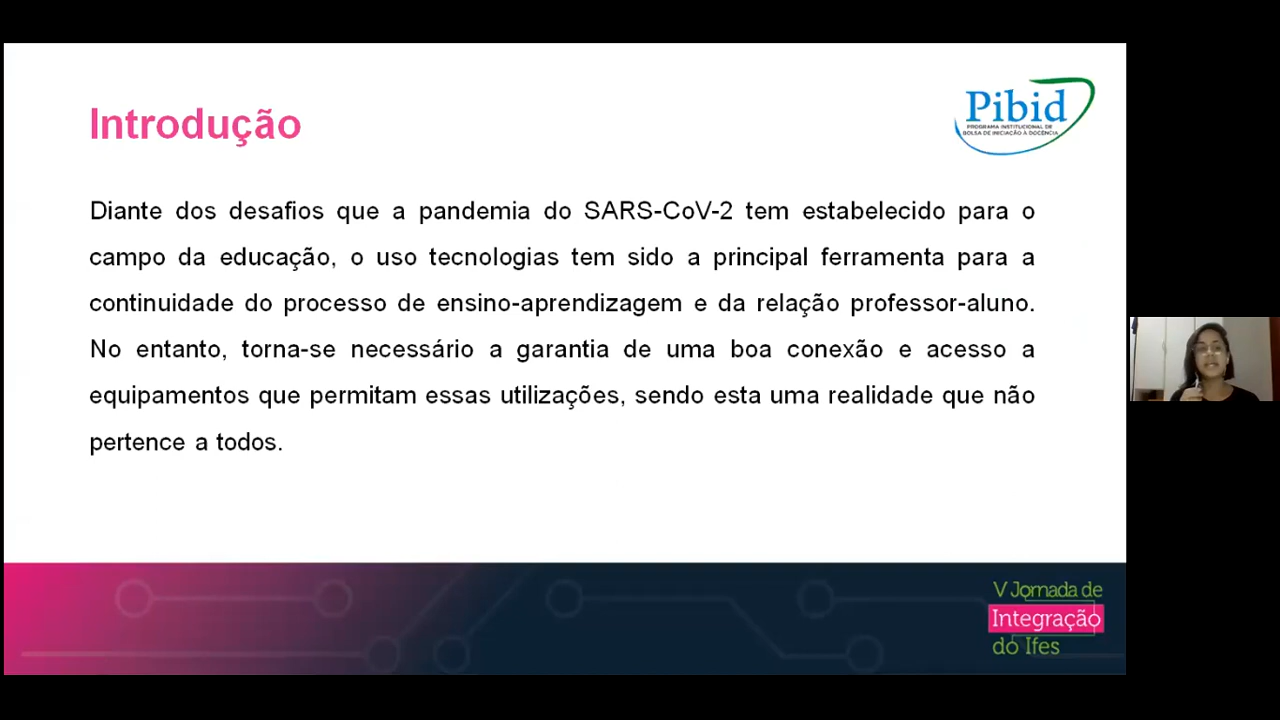 Introdução
Pibid
PROGRAMA INSTITUCIONAL DE
BOLSA DE INICIAÇÃO À DOCÊNCIA
Diante dos desafios que a pandemia do SARS-CoV-2 tem estabelecido para o
campo da educação, o uso tecnologias tem sido a principal ferramenta para a
continuidade do processo de ensino-aprendizagem e da relação professor-aluno.
No entanto, torna-se necessário a garantia de uma boa conexão e acesso a
equipamentos que permitam essas utilizações, sendo esta uma realidade que não
pertence a todos.
V Jornada de
Integração
do Ifes